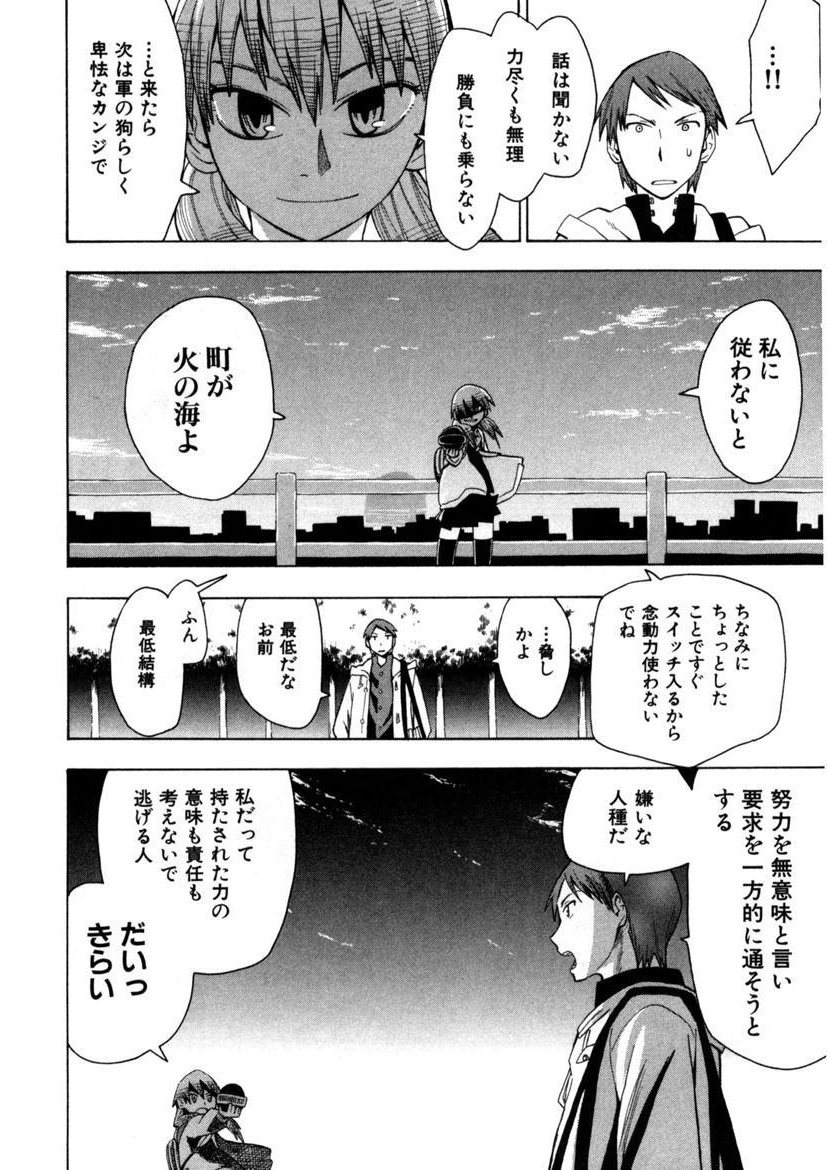 …!!
話は聞かない
力尽くも無理
勝負にも乗らない
…と来たら
次は軍の狗らしく
卑怯なカンジで
私に
従わないと
町が
火の海よ
ちなみに
ちょっとした
ことですぐ
スイッチ入るから
念動力使わない
でね
…脅し
かよ
最低だな
お前
ふん
最低結構
努力を無意味と言い
要求を一方的に通そうと
する
嫌いな
人種だ
私だって
持たされた力の
意味も責任も
考えないで
逃げる人
だいっ
きらい